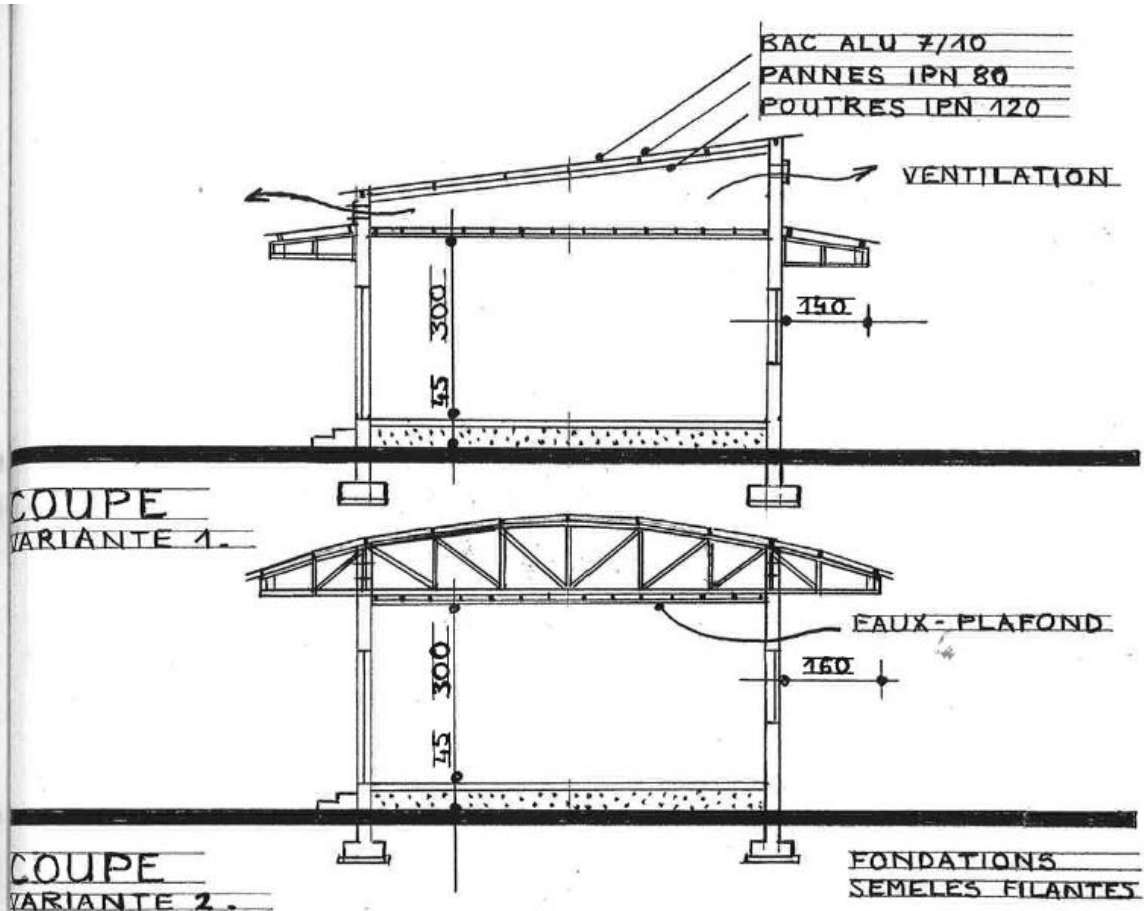 BAC ALU 7/10
PANNES IPN 80
POUTRES IPN 120
VENTILATION
300
140
45
COUPE
VARIANTE 1.
FAUX-PLAFOND
300
160
45
COUPE
VARIANTE 2.
FONDATIONS
SEMELES FILANTES